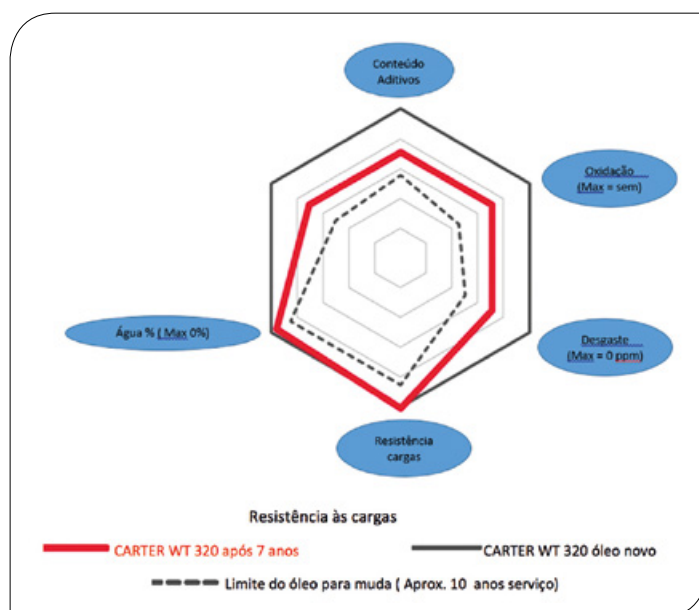 Conteúdo
Aditivos
Oxidação
(Max = sem)
Água % ( Max 0%)
Desgaste
(Max = 0 ppm)
Resistência
cargas
Resistência às cargas
CARTER WT 320 após 7 anos
CARTER WT 320 óleo novo
Limite do óleo para muda ( Aprox. 10 anos serviço)